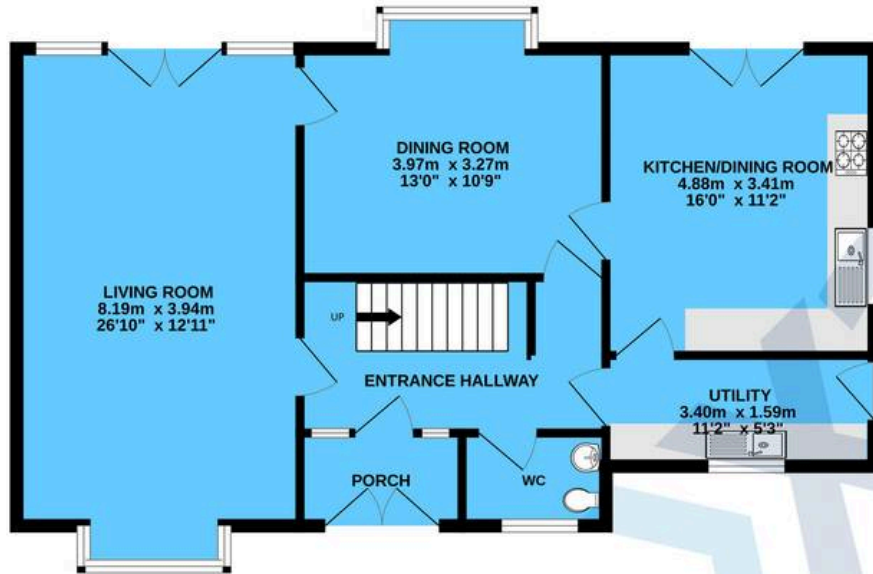 DINING ROOM
3.97m x 3.27m
13'0" x 10'9"
KITCHEN/DINING ROOM
4.88m x 3.41m
16'0" x 11'2"
LIVING ROOM
8.19m x 3.94m
26'10" x 12'11"
UP
ENTRANCE HALLWAY
UTILITY
3.40m x 1.59m
11'2" x 5'3"
PORCH
WC